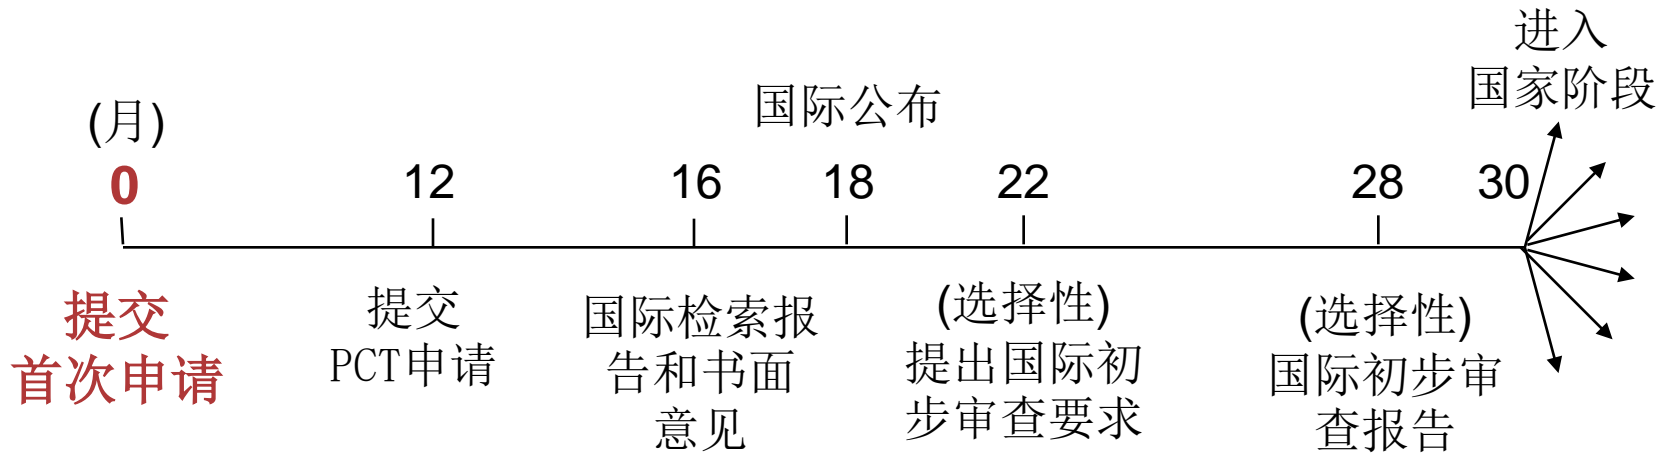 进入
国家阶段
国际公布
(月)
0
12
16
18
22
28
30
提交
首次申请
提交
PCT申请
国际检索报
告和书面
意见
(选择性)
提出国际初
步审查要求
(选择性)
国际初步审
查报告